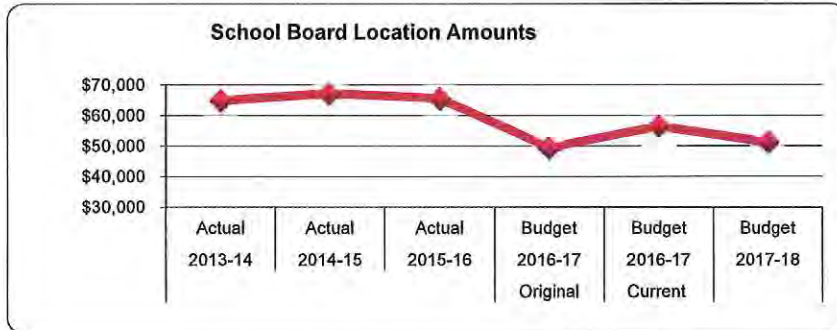 School Board Location Amounts
$70,000
$60,000
$50,000
$40,000
$30,000
Actual Actual Actual Budget Budget Budget
2013-14 2014-15 2015-16 2016-17 2016-17 2017-18
Original Current